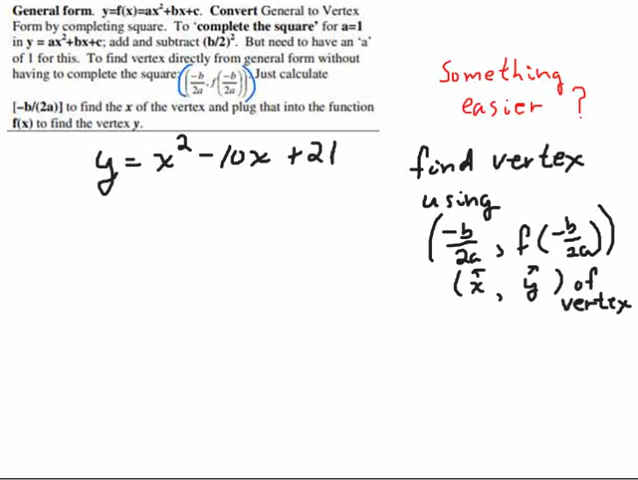 General form. y=f(x)=ax²+bx+c. Convert General to Vertex
Form by completing square. To 'complete the square' for a=1
in y = ax²+bx+c; add and subtract (b/2)². But need to have an 'a'
of 1 for this. To find vertex directly from general form without
having to complete the square: (-b/2a, f(-b/2a)). Just calculate
[-b/(2a)] to find the x of the vertex and plug that into the function
f(x) to find the vertex y.
Something
easier ?
y = x² - 10x + 21
find vertex
using
(-b/2a, f(-b/2a))
(x, y) of
vertex